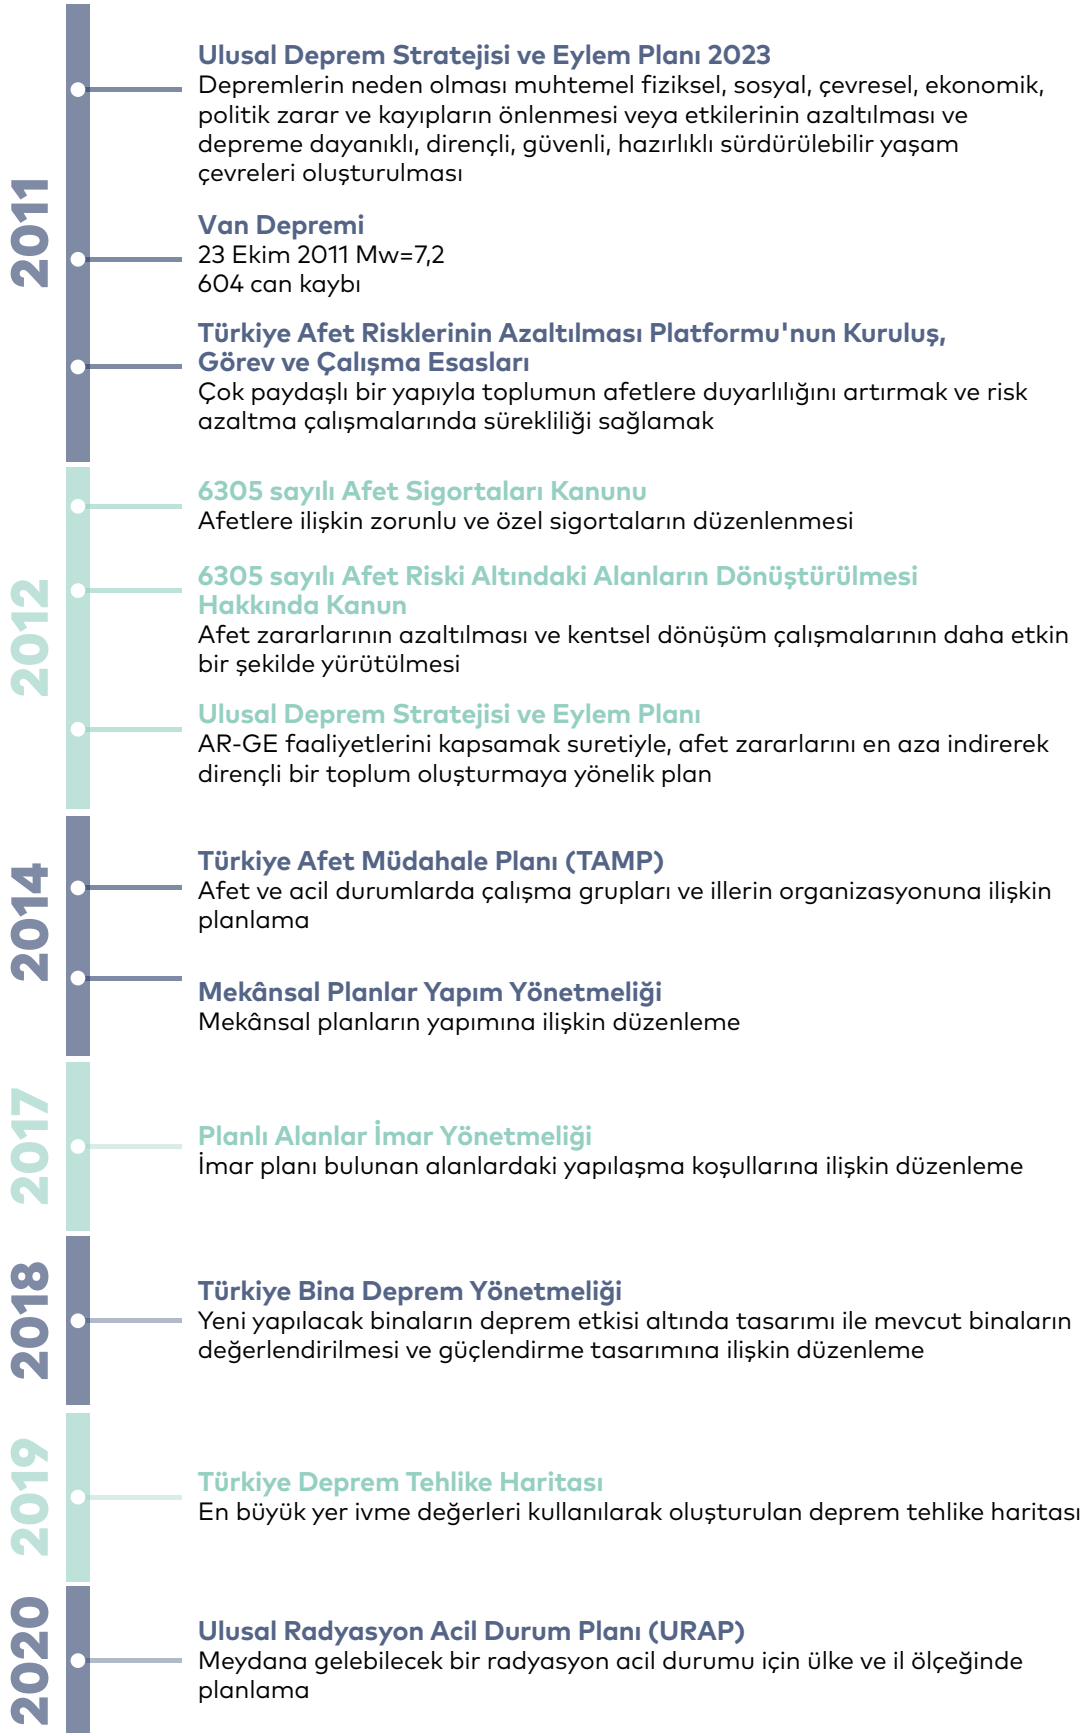 2011
Ulusal Deprem Stratejisi ve Eylem Planı 2023
Depremlerin neden olması muhtemel fiziksel, sosyal, çevresel, ekonomik,
politik zarar ve kayıpların önlenmesi veya etkilerinin azaltılması ve
depreme dayanıklı, dirençli, güvenli, hazırlıklı sürdürülebilir yaşam
çevreleri oluşturulması
Van Depremi
23 Ekim 2011 Mw=7,2
604 can kaybı
Türkiye Afet Risklerinin Azaltılması Platformu'nun Kuruluş,
Görev ve Çalışma Esasları
Çok paydaşlı bir yapıyla toplumun afetlere duyarlılığını artırmak ve risk
azaltma çalışmalarında sürekliliği sağlamak
2012
6305 sayılı Afet Sigortaları Kanunu
Afetlere ilişkin zorunlu ve özel sigortaların düzenlenmesi
6305 sayılı Afet Riski Altındaki Alanların Dönüştürülmesi
Hakkında Kanun
Afet zararlarının azaltılması ve kentsel dönüşüm çalışmalarının daha etkin
bir şekilde yürütülmesi
Ulusal Deprem Stratejisi ve Eylem Planı
AR-GE faaliyetlerini kapsamak suretiyle, afet zararlarını en aza indirerek
dirençli bir toplum oluşturmaya yönelik plan
2014
Türkiye Afet Müdahale Planı (TAMP)
Afet ve acil durumlarda çalışma grupları ve illerin organizasyonuna ilişkin
planlama
Mekânsal Planlar Yapım Yönetmeliği
Mekânsal planların yapımına ilişkin düzenleme
2017
Planlı Alanlar İmar Yönetmeliği
İmar planı bulunan alanlardaki yapılaşma koşullarına ilişkin düzenleme
2018
Türkiye Bina Deprem Yönetmeliği
Yeni yapılacak binaların deprem etkisi altında tasarımı ile mevcut binaların
değerlendirilmesi ve güçlendirme tasarımına ilişkin düzenleme
2019
Türkiye Deprem Tehlike Haritası
En büyük yer ivme değerleri kullanılarak oluşturulan deprem tehlike haritası
2020
Ulusal Radyasyon Acil Durum Planı (URAP)
Meydana gelebilecek bir radyasyon acil durumu için ülke ve il ölçeğinde
planlama